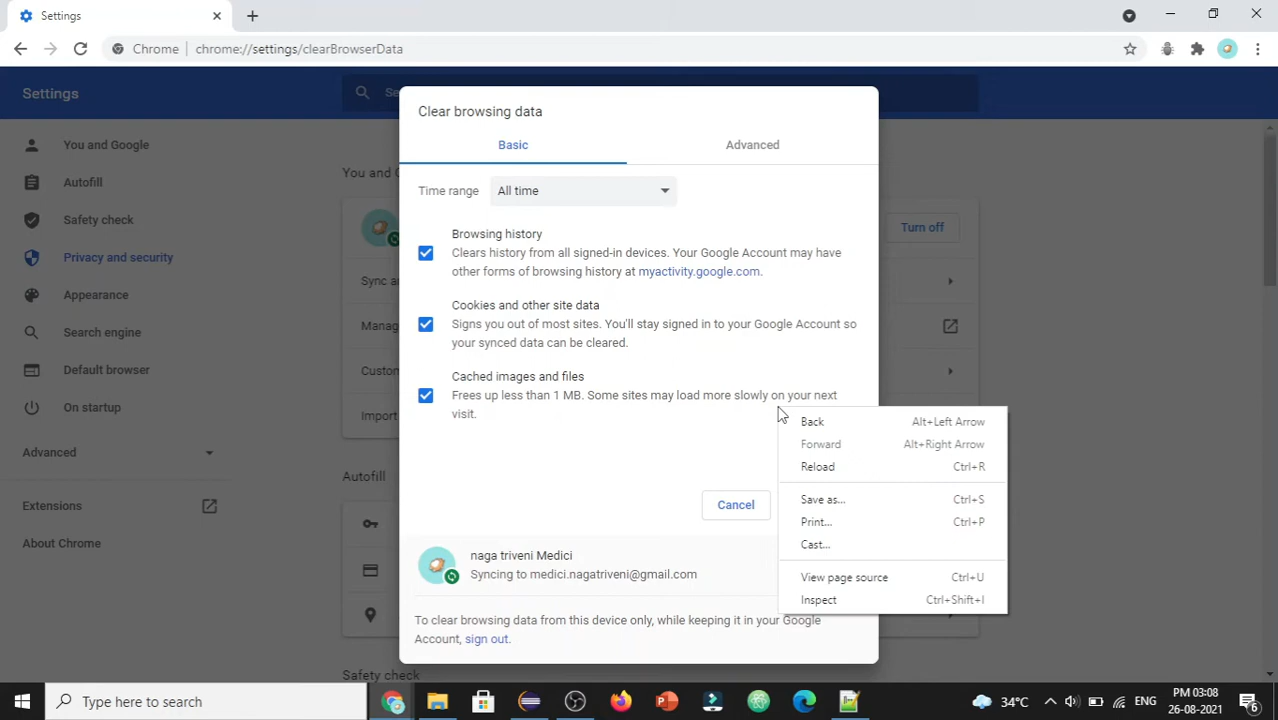 Settings
Chrome
chrome://settings/clearBrowserData
Settings
Se
Clear browsing data
Basic
Advanced
Time range
All time
Browsing history
Clears history from all signed-in devices. Your Google Account may have
other forms of browsing history at myactivity.google.com.
Cookies and other site data
Signs you out of most sites. You'll stay signed in to your Google Account so
your synced data can be cleared.
Cached images and files
Frees up less than 1 MB. Some sites may load more slowly on your next
visit.
Cancel
naga triveni Medici
Syncing to medici.nagatriveni@gmail.com
To clear browsing data from this device only, while keeping it in your Google
Account, sign out.
Back Alt+Left Arrow
Forward Alt+Right Arrow
Reload Ctrl+R
Save as... Ctrl+S
Print... Ctrl+P
Cast...
View page source Ctrl+U
Inspect Ctrl+Shift+I
You and Google
Autofill
Safety check
Privacy and security
Appearance
Search engine
Default browser
On startup
Advanced
Extensions
About Chrome
You and G
Turn off
Sync an
Manag
Custon
Import
Autofill
Safety check
Type here to search
34°C
ENG
PM 03:08
26-08-2021
6